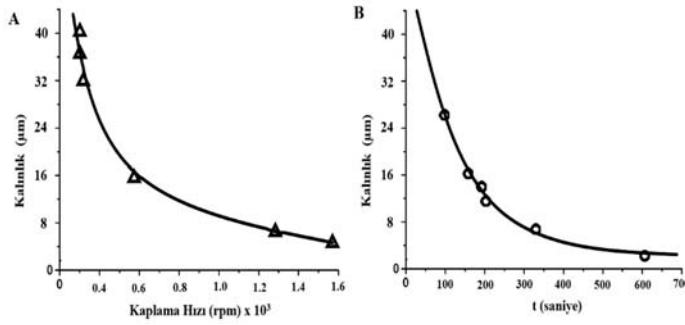 A
Kalınlık (µm)
40
32
24
16
8
0
0 0.4 0.6 0.8 1.0 1.2 1.4 1.6
Kaplama Hızı (rpm) x 10³
B
Kalınlık (µm)
40
32
24
16
8
0
0 100 200 300 400 500 600 70
t (saniye)